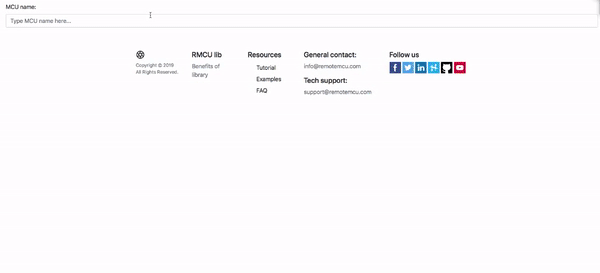 MCU name:
Type MCU name here...
Copyright © 2019
All Rights Reserved.
RMCU lib
Benefits of
library
Resources
Tutorial
Examples
FAQ
General contact:
info@remotemcu.com
Tech support:
support@remotemcu.com
Follow us